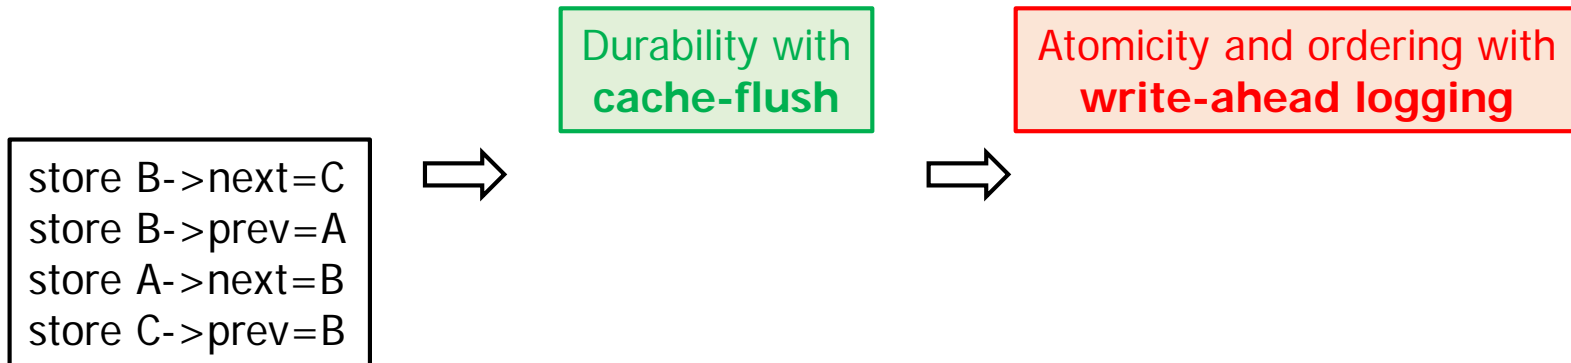 Durability with
cache-flush
Atomicity and ordering with
write-ahead logging
store B->next=C
store B->prev=A
store A->next=B
store C->prev=B